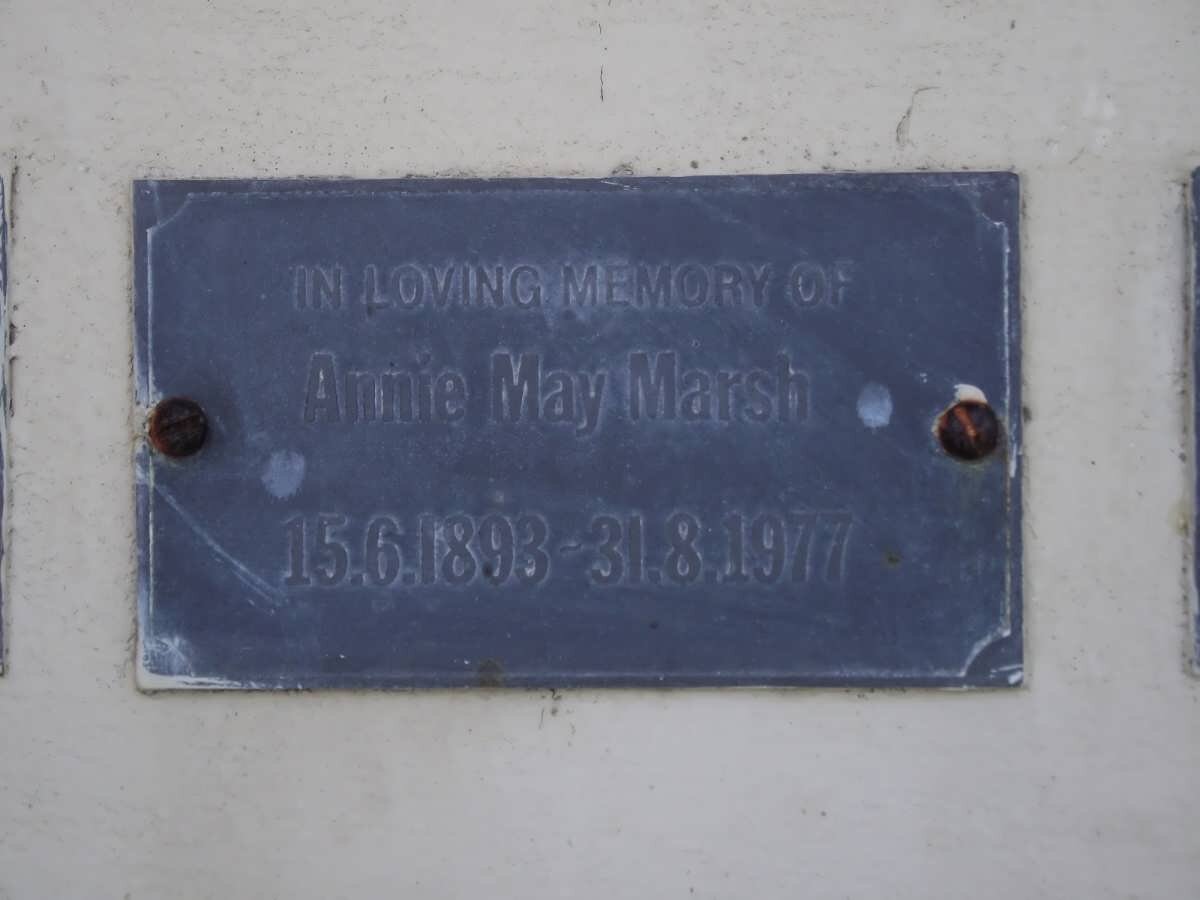 IN LOVING MEMORY OF
Annie May Marsh
15.6.1893 - 31.8.1977